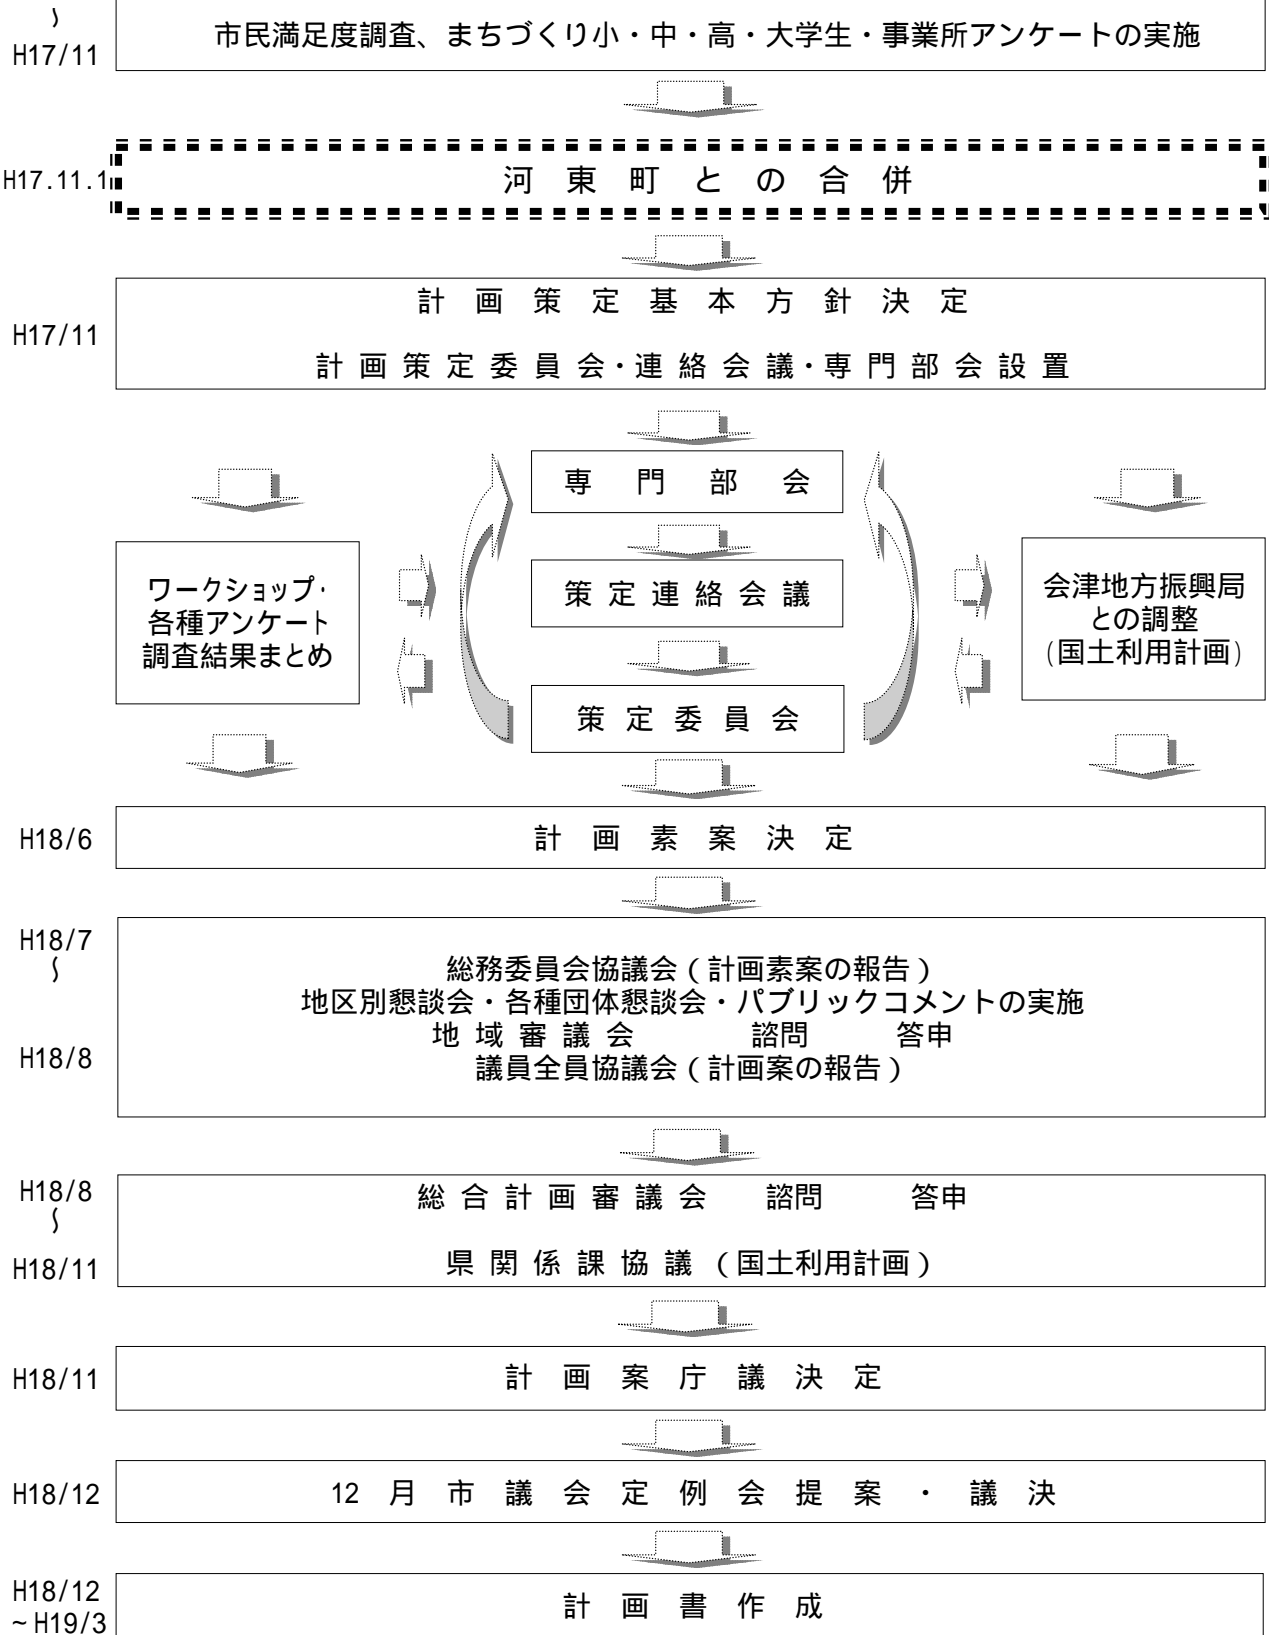 ～
H17/11
市民満足度調査、まちづくり小・中・高・大学生・事業所アンケートの実施
H17.11.1
河東町との合併
H17/11
計画策定基本方針決定
計画策定委員会・連絡会議・専門部会設置
専門部会
策定連絡会議
策定委員会
ワークショップ・
各種アンケート
調査結果まとめ
会津地方振興局
との調整
(国土利用計画)
H18/6
計画素案決定
H18/7
～
H18/8
総務委員会協議会(計画素案の報告)
地区別懇談会・各種団体懇談会・パブリックコメントの実施
地域審議会 諮問 答申
議員全員協議会(計画案の報告)
H18/8
～
H18/11
総合計画審議会 諮問 答申
県関係課協議(国土利用計画)
H18/11
計画案庁議決定
H18/12
12月市議会定例会提案・議決
H18/12
~H19/3
計画書作成